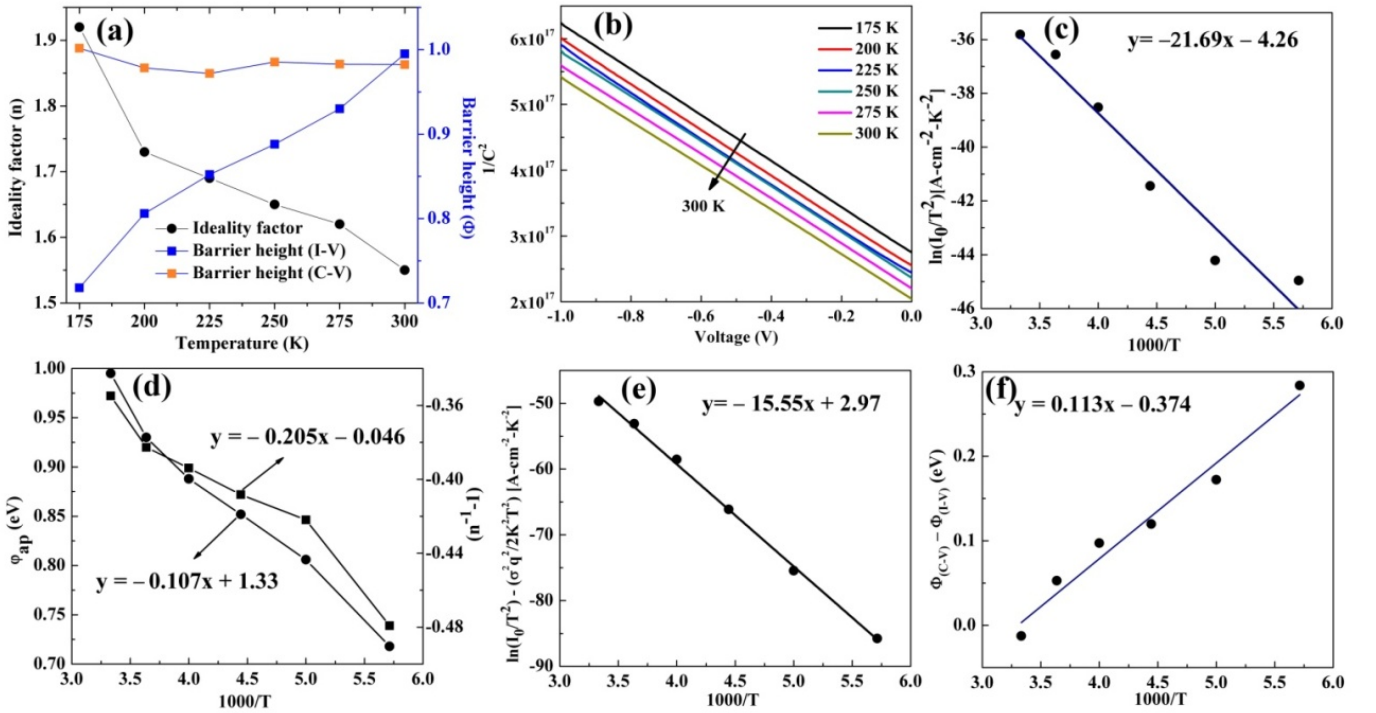 (a)
Ideality factor (n)
1.9
1.8
1.7
1.6
1.5
1.0
0.9
0.8
0.7
Barrier height (Φ)
Ideality factor
Barrier height (I-V)
Barrier height (C-V)
175 200 225 250 275 300
Temperature (K)
(b)
1/C²
6x10¹⁷
5x10¹⁷
4x10¹⁷
3x10¹⁷
2x10¹⁷
175 K
200 K
225 K
250 K
275 K
300 K
300 K
-1.0 -0.8 -0.6 -0.4 -0.2 0.0
Voltage (V)
(c)
y= –21.69x – 4.26
ln(I₀/T²)[A-cm⁻²-K⁻²]
-36
-38
-40
-42
-44
-46
3.0 3.5 4.0 4.5 5.0 5.5 6.0
1000/T
(d)
φap (eV)
1.00
0.95
0.90
0.85
0.80
0.75
0.70
y = – 0.205x – 0.046
y = – 0.107x + 1.33
-0.36
-0.40
-0.44
-0.48
(n⁻¹-1)
3.0 3.5 4.0 4.5 5.0 5.5 6.0
1000/T
(e)
y= – 15.55x + 2.97
ln(I₀/T²) – (σ²q²/2K²T²) [A-cm⁻²-K⁻²]
-50
-60
-70
-80
-90
3.0 3.5 4.0 4.5 5.0 5.5 6.0
1000/T
(f)
y = 0.113x – 0.374
Φ(C-V) – Φ(I-V) (eV)
0.3
0.2
0.1
0.0
3.0 3.5 4.0 4.5 5.0 5.5 6.0
1000/T